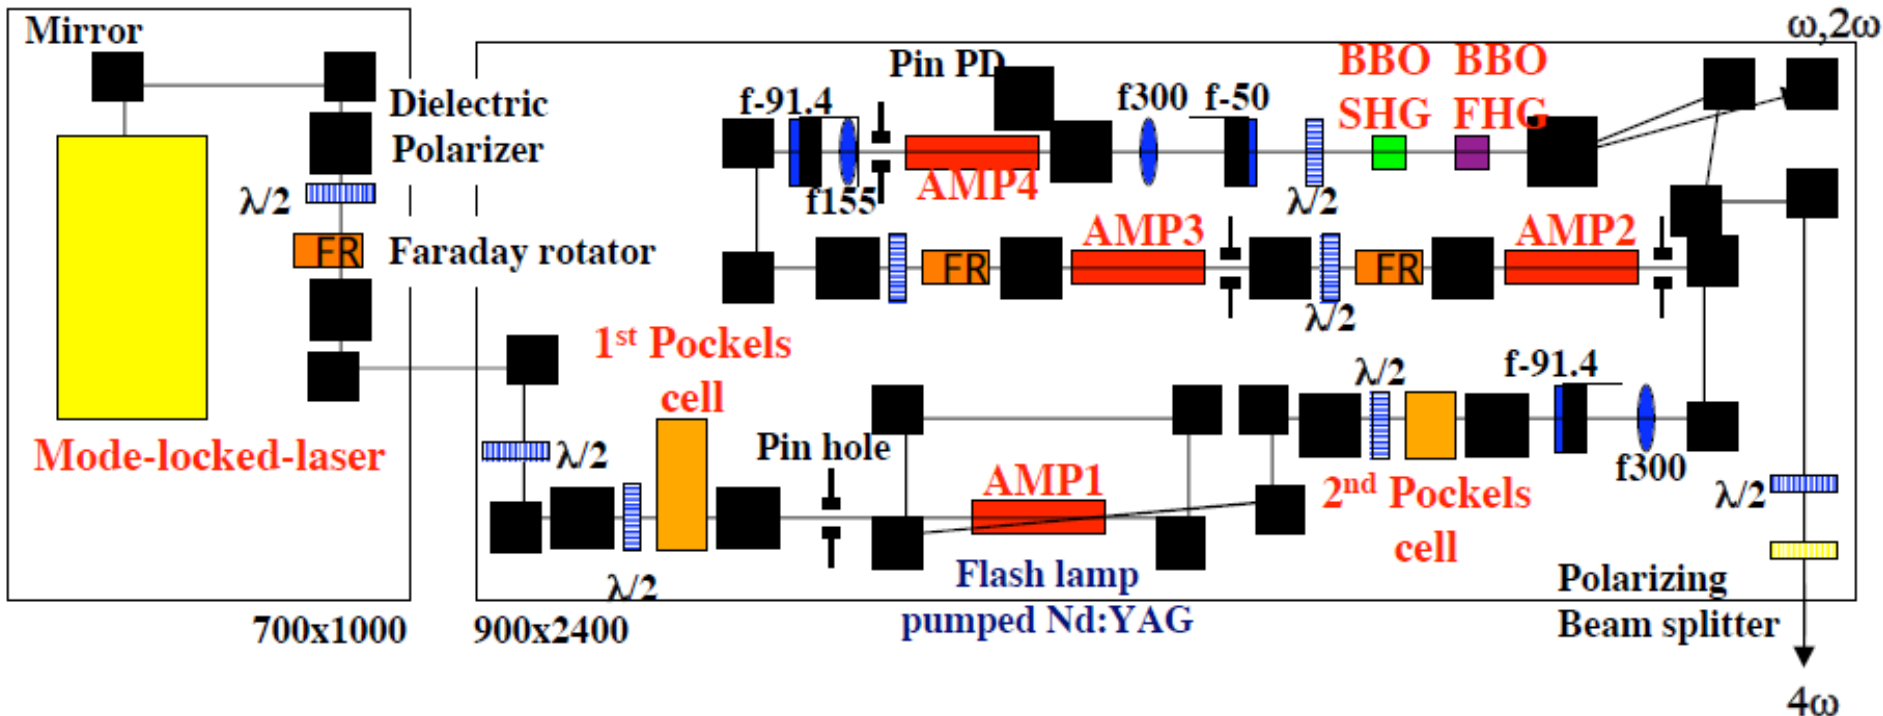 Mirror
Dielectric
Polarizer
λ/2
FR
Faraday rotator
Mode-locked-laser
700x1000
ω,2ω
Pin PD
f-91.4
f155
AMP4
f300
f-50
λ/2
BBO
SHG
BBO
FHG
FR
AMP3
λ/2
FR
AMP2
1st Pockels
cell
λ/2
λ/2
Pin hole
AMP1
Flash lamp
pumped Nd:YAG
λ/2
2nd Pockels
cell
f-91.4
f300
λ/2
Polarizing
Beam splitter
900x2400
4ω